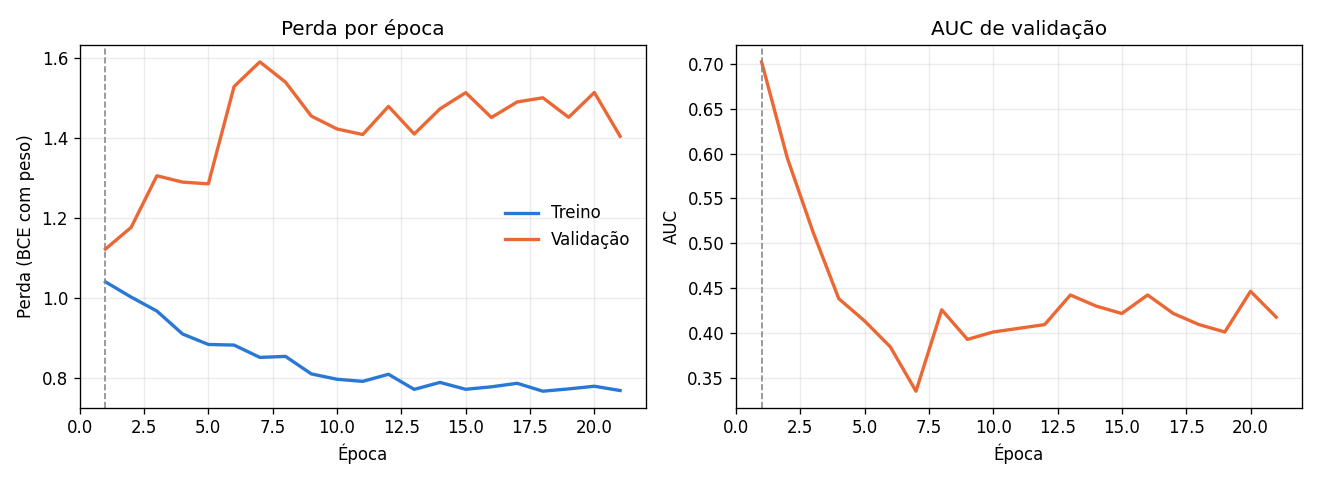 Perda por época
Perda (BCE com peso)
1.6
1.4
1.2
1.0
0.8
Treino
Validação
0.0 2.5 5.0 7.5 10.0 12.5 15.0 17.5 20.0
Época
AUC de validação
AUC
0.70
0.65
0.60
0.55
0.50
0.45
0.40
0.35
0.0 2.5 5.0 7.5 10.0 12.5 15.0 17.5 20.0
Época